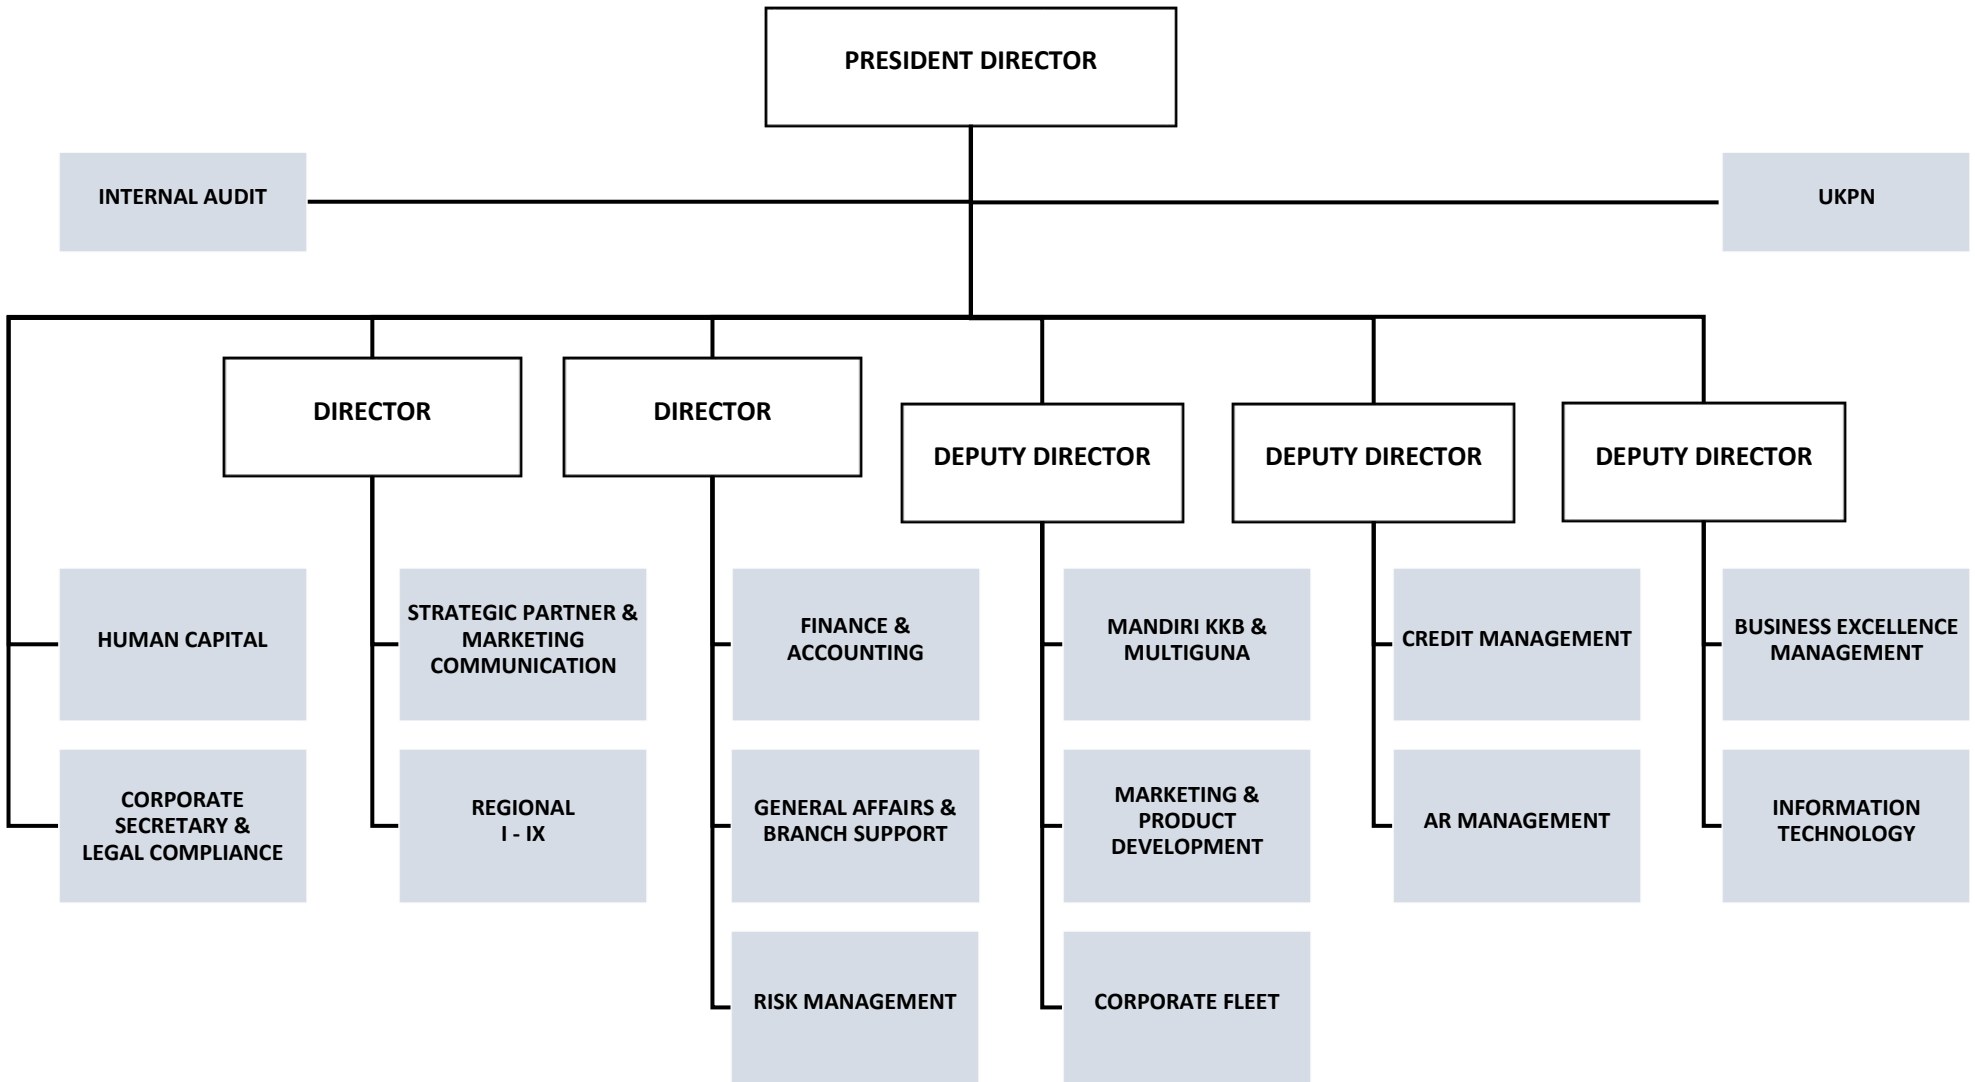 PRESIDENT DIRECTOR
INTERNAL AUDIT
UKPN
DIRECTOR
DIRECTOR
DEPUTY DIRECTOR
DEPUTY DIRECTOR
DEPUTY DIRECTOR
HUMAN CAPITAL
STRATEGIC PARTNER &
MARKETING
COMMUNICATION
FINANCE &
ACCOUNTING
MANDIRI KKB &
MULTIGUNA
CREDIT MANAGEMENT
BUSINESS EXCELLENCE
MANAGEMENT
CORPORATE
SECRETARY &
LEGAL COMPLIANCE
REGIONAL
I - IX
GENERAL AFFAIRS &
BRANCH SUPPORT
MARKETING &
PRODUCT
DEVELOPMENT
AR MANAGEMENT
INFORMATION
TECHNOLOGY
RISK MANAGEMENT
CORPORATE FLEET